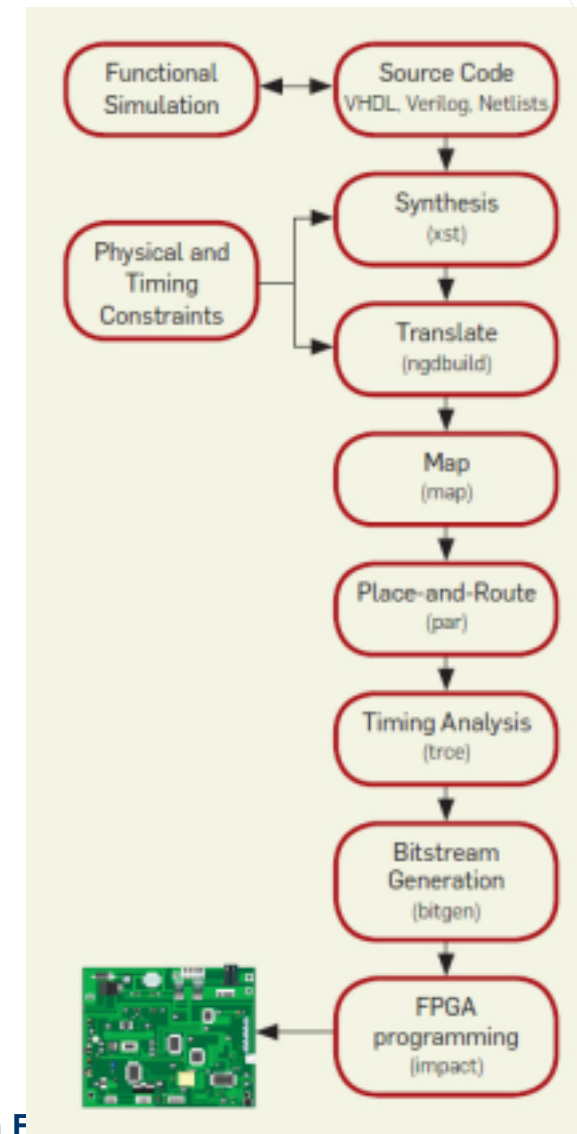 Functional
Simulation
Source Code
VHDL, Verilog, Netlists
Synthesis
(xst)
Physical and
Timing
Constraints
Translate
(ngdbuild)
Map
(map)
Place-and-Route
(par)
Timing Analysis
(trce)
Bitstream
Generation
(bitgen)
FPGA
programming
(impact)